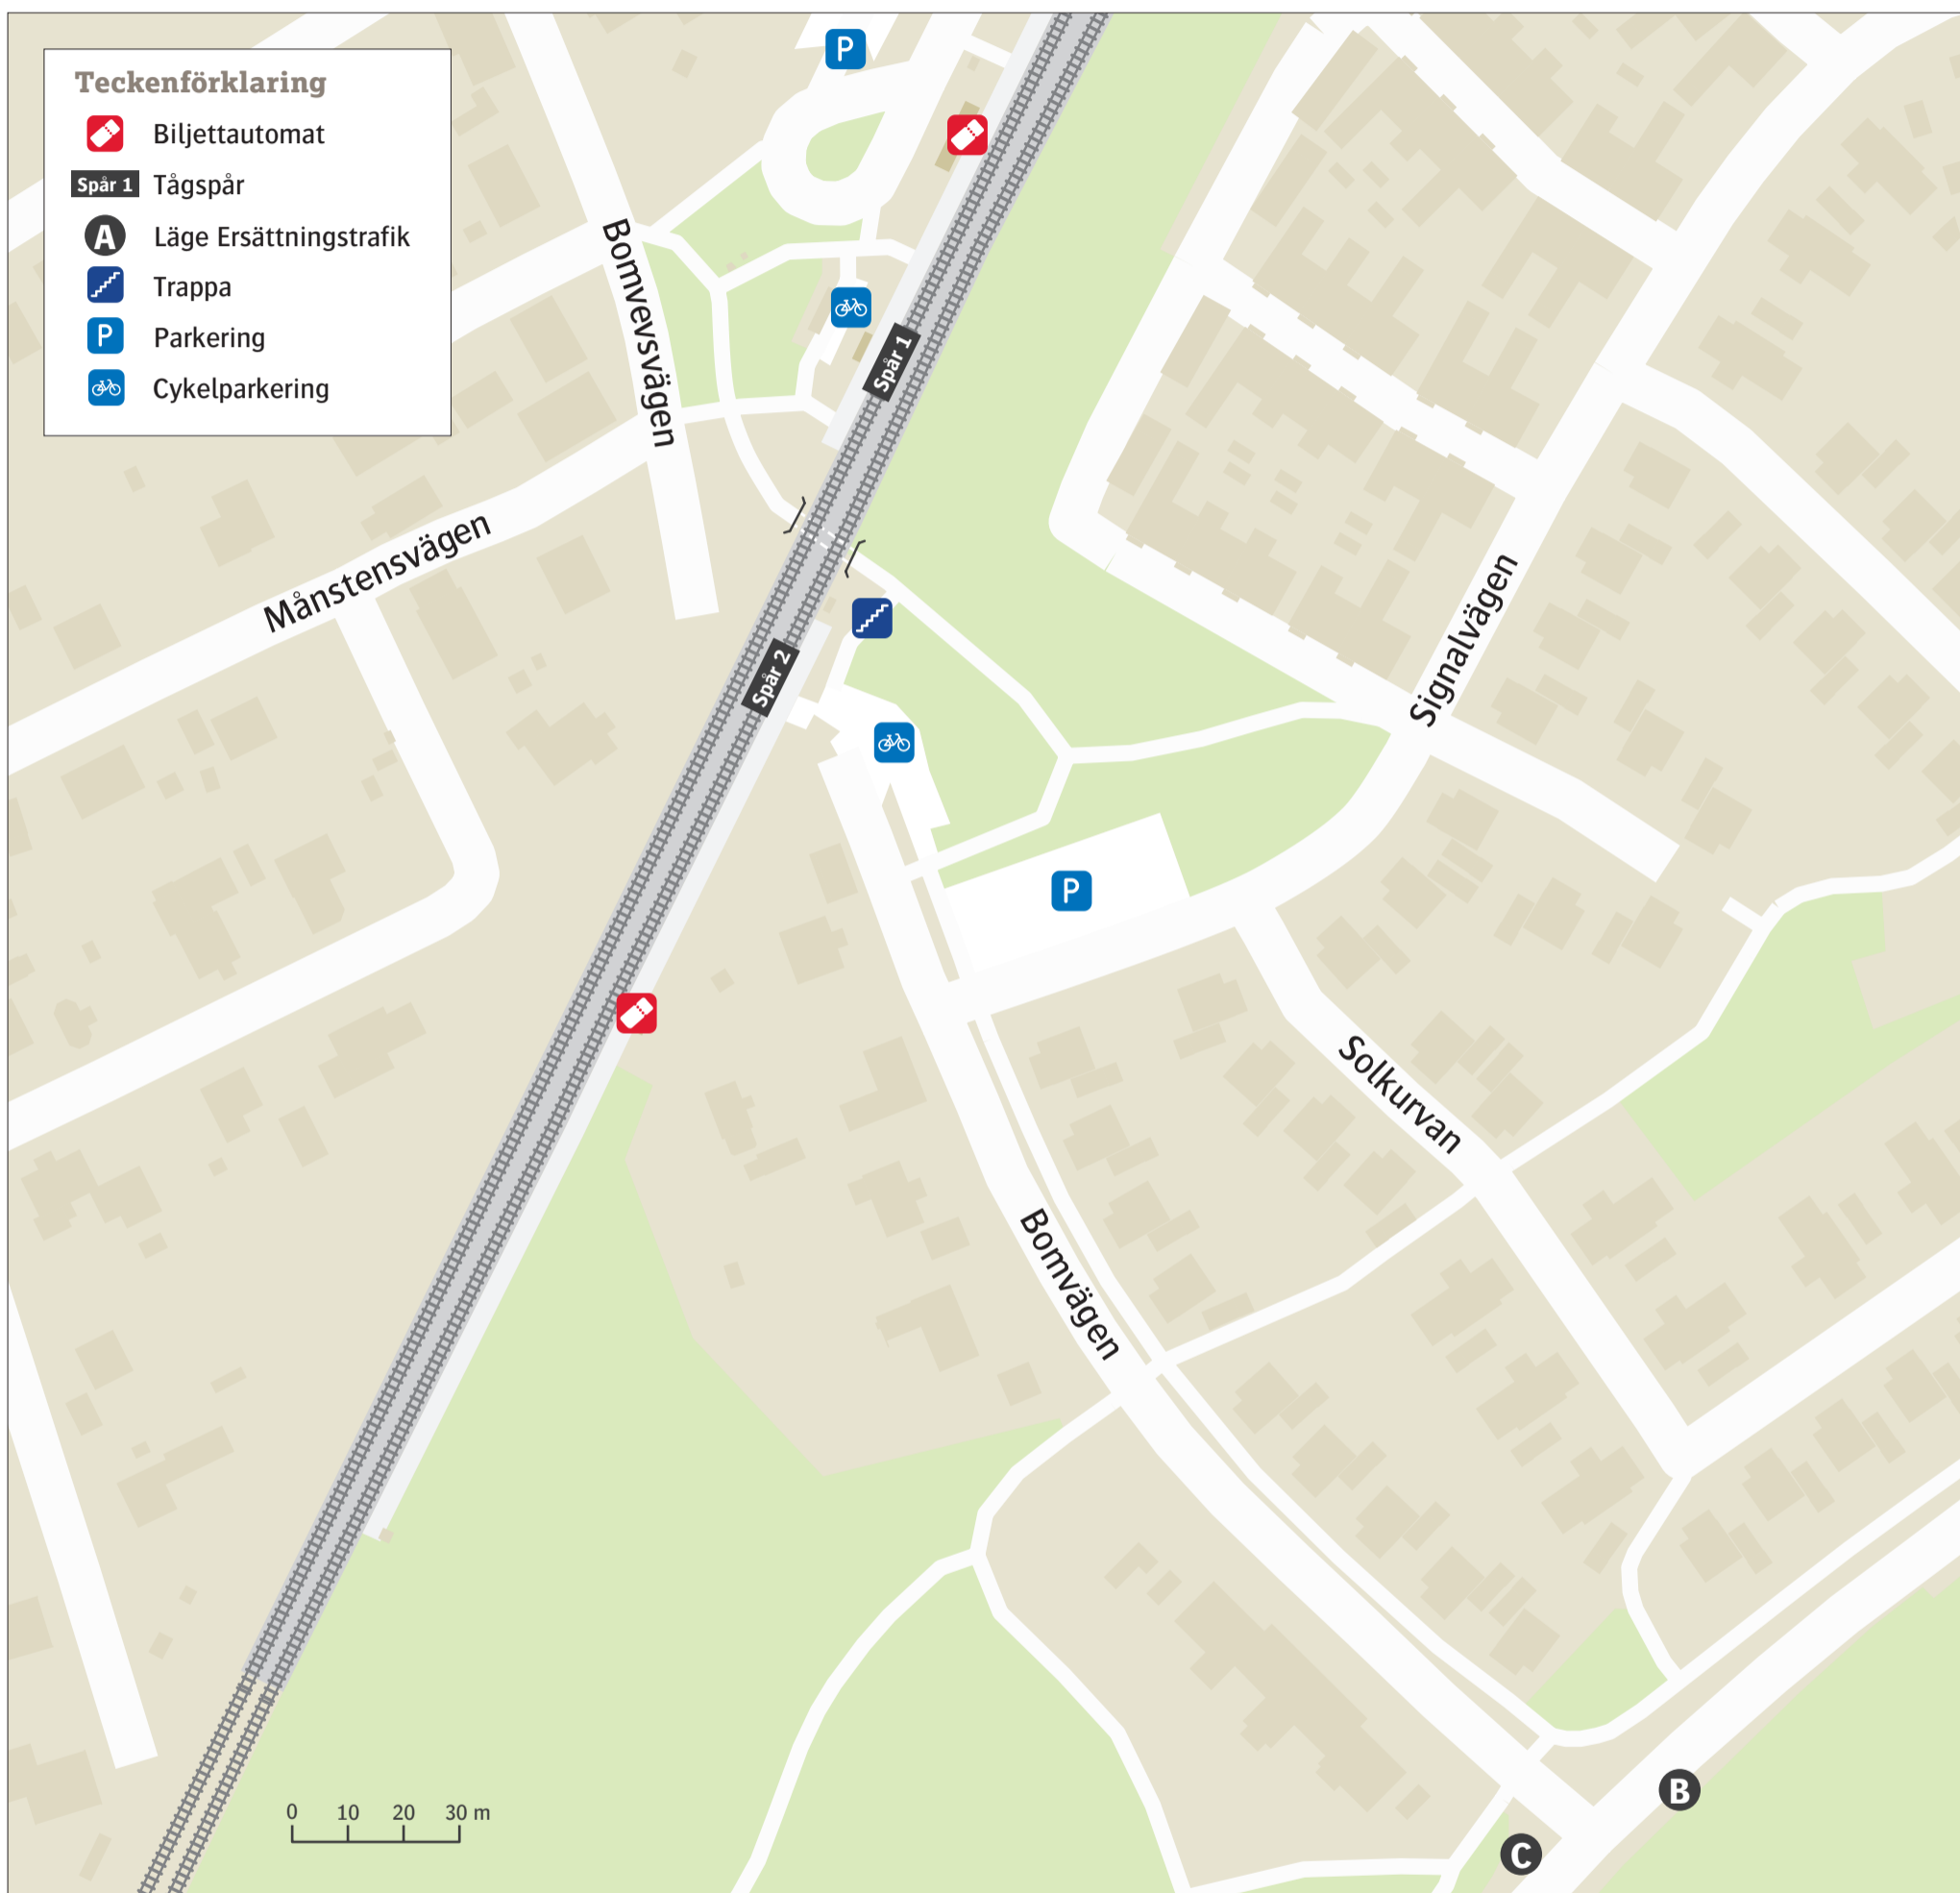 P
Teckenförklaring
Biljettautomat
Spår 1 Tågspår
A Läge Ersättningstrafik
Trappa
P Parkering
Cykelparkering
Bomvevsvägen
Spår 1
Månstensvägen
Signalvägen
Spår 2
P
Solkurvan
Bomvägen
B
0 10 20 30 m
C